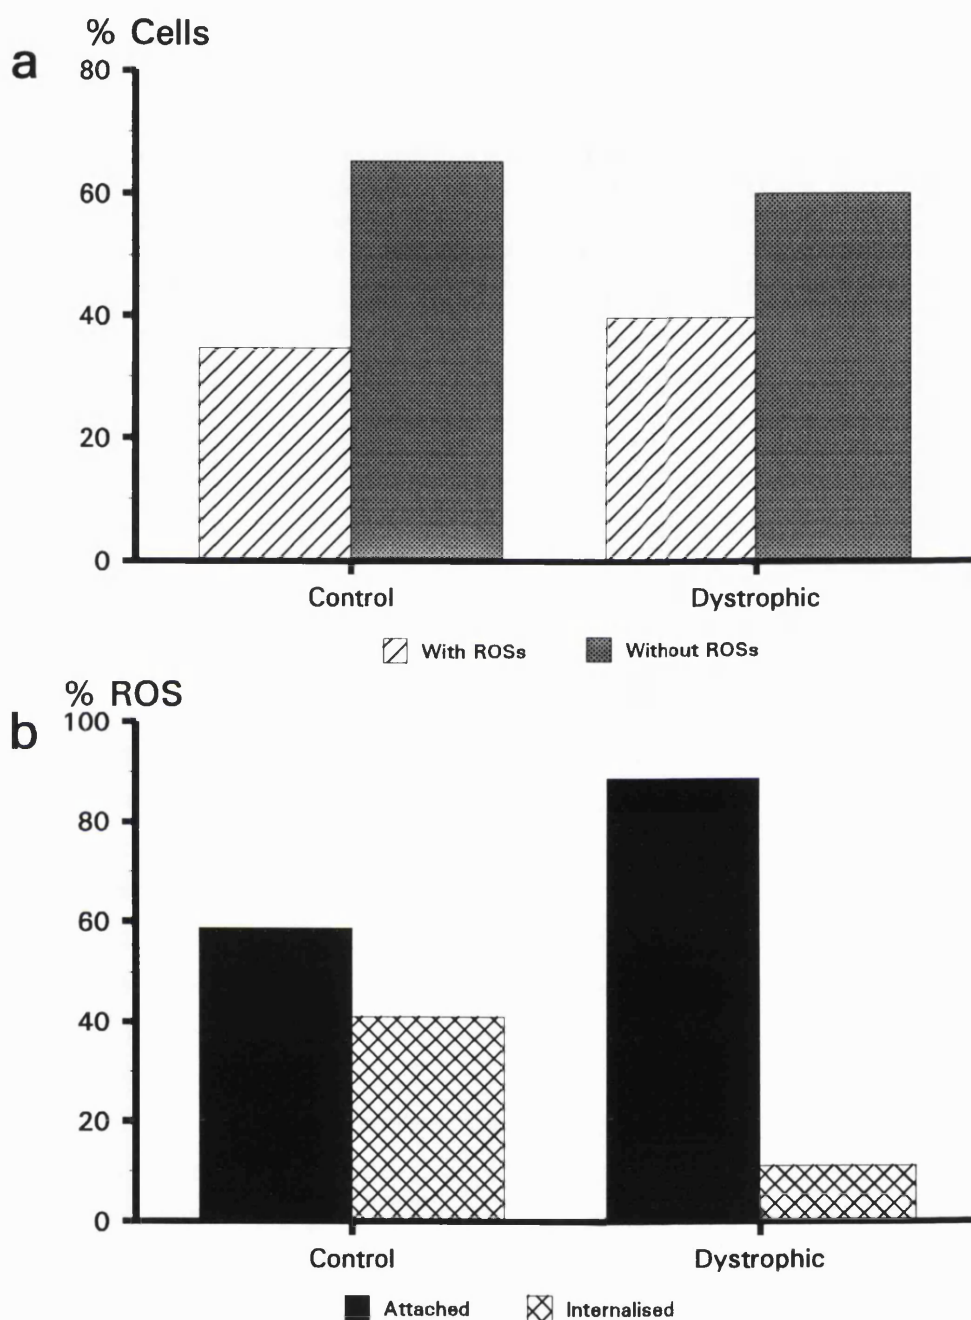 % Cells
a
80
60
40
20
0
Control Dystrophic
With ROSs Without ROSs
% ROS
b
100
80
60
40
20
0
Control Dystrophic
Attached Internalised